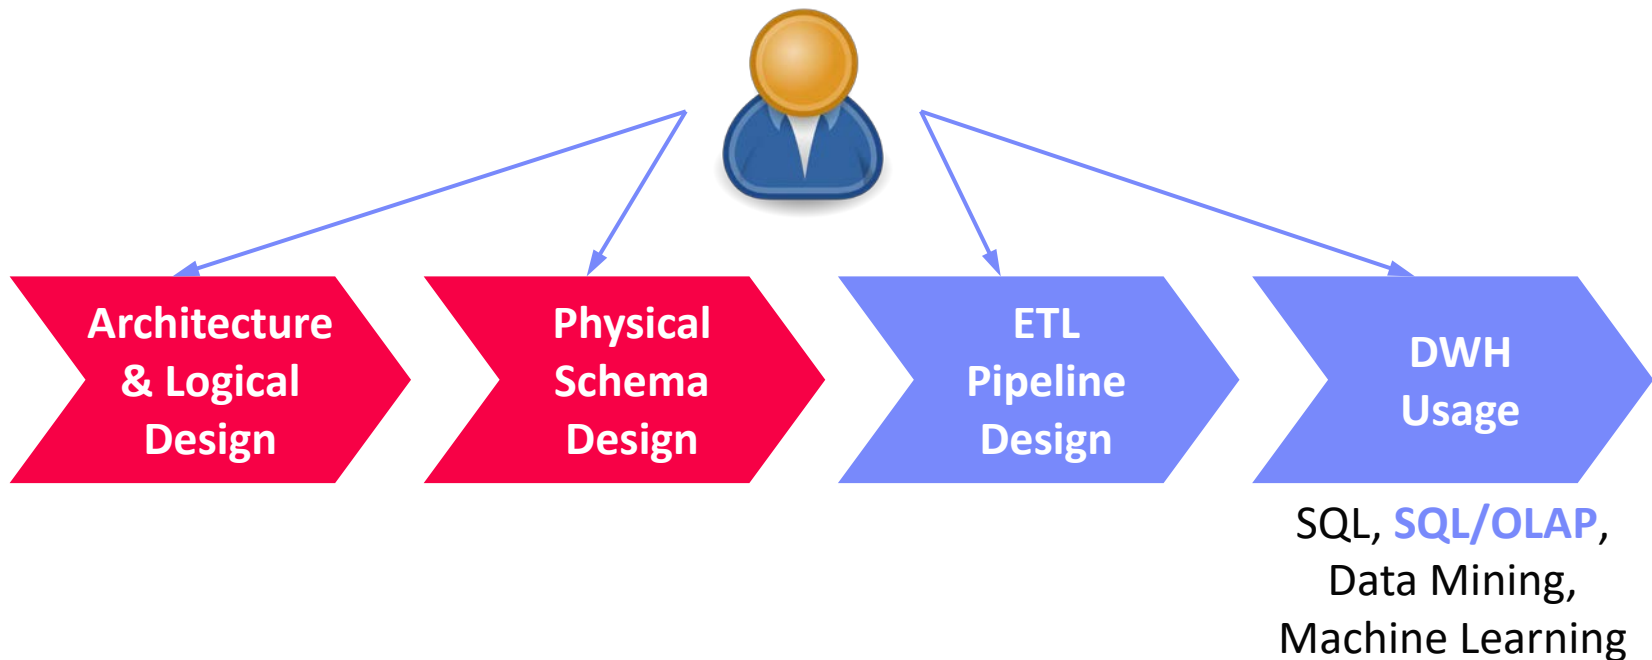 Architecture
& Logical
Design
Physical
Schema
Design
ETL
Pipeline
Design
DWH
Usage
SQL, SQL/OLAP,
Data Mining,
Machine Learning